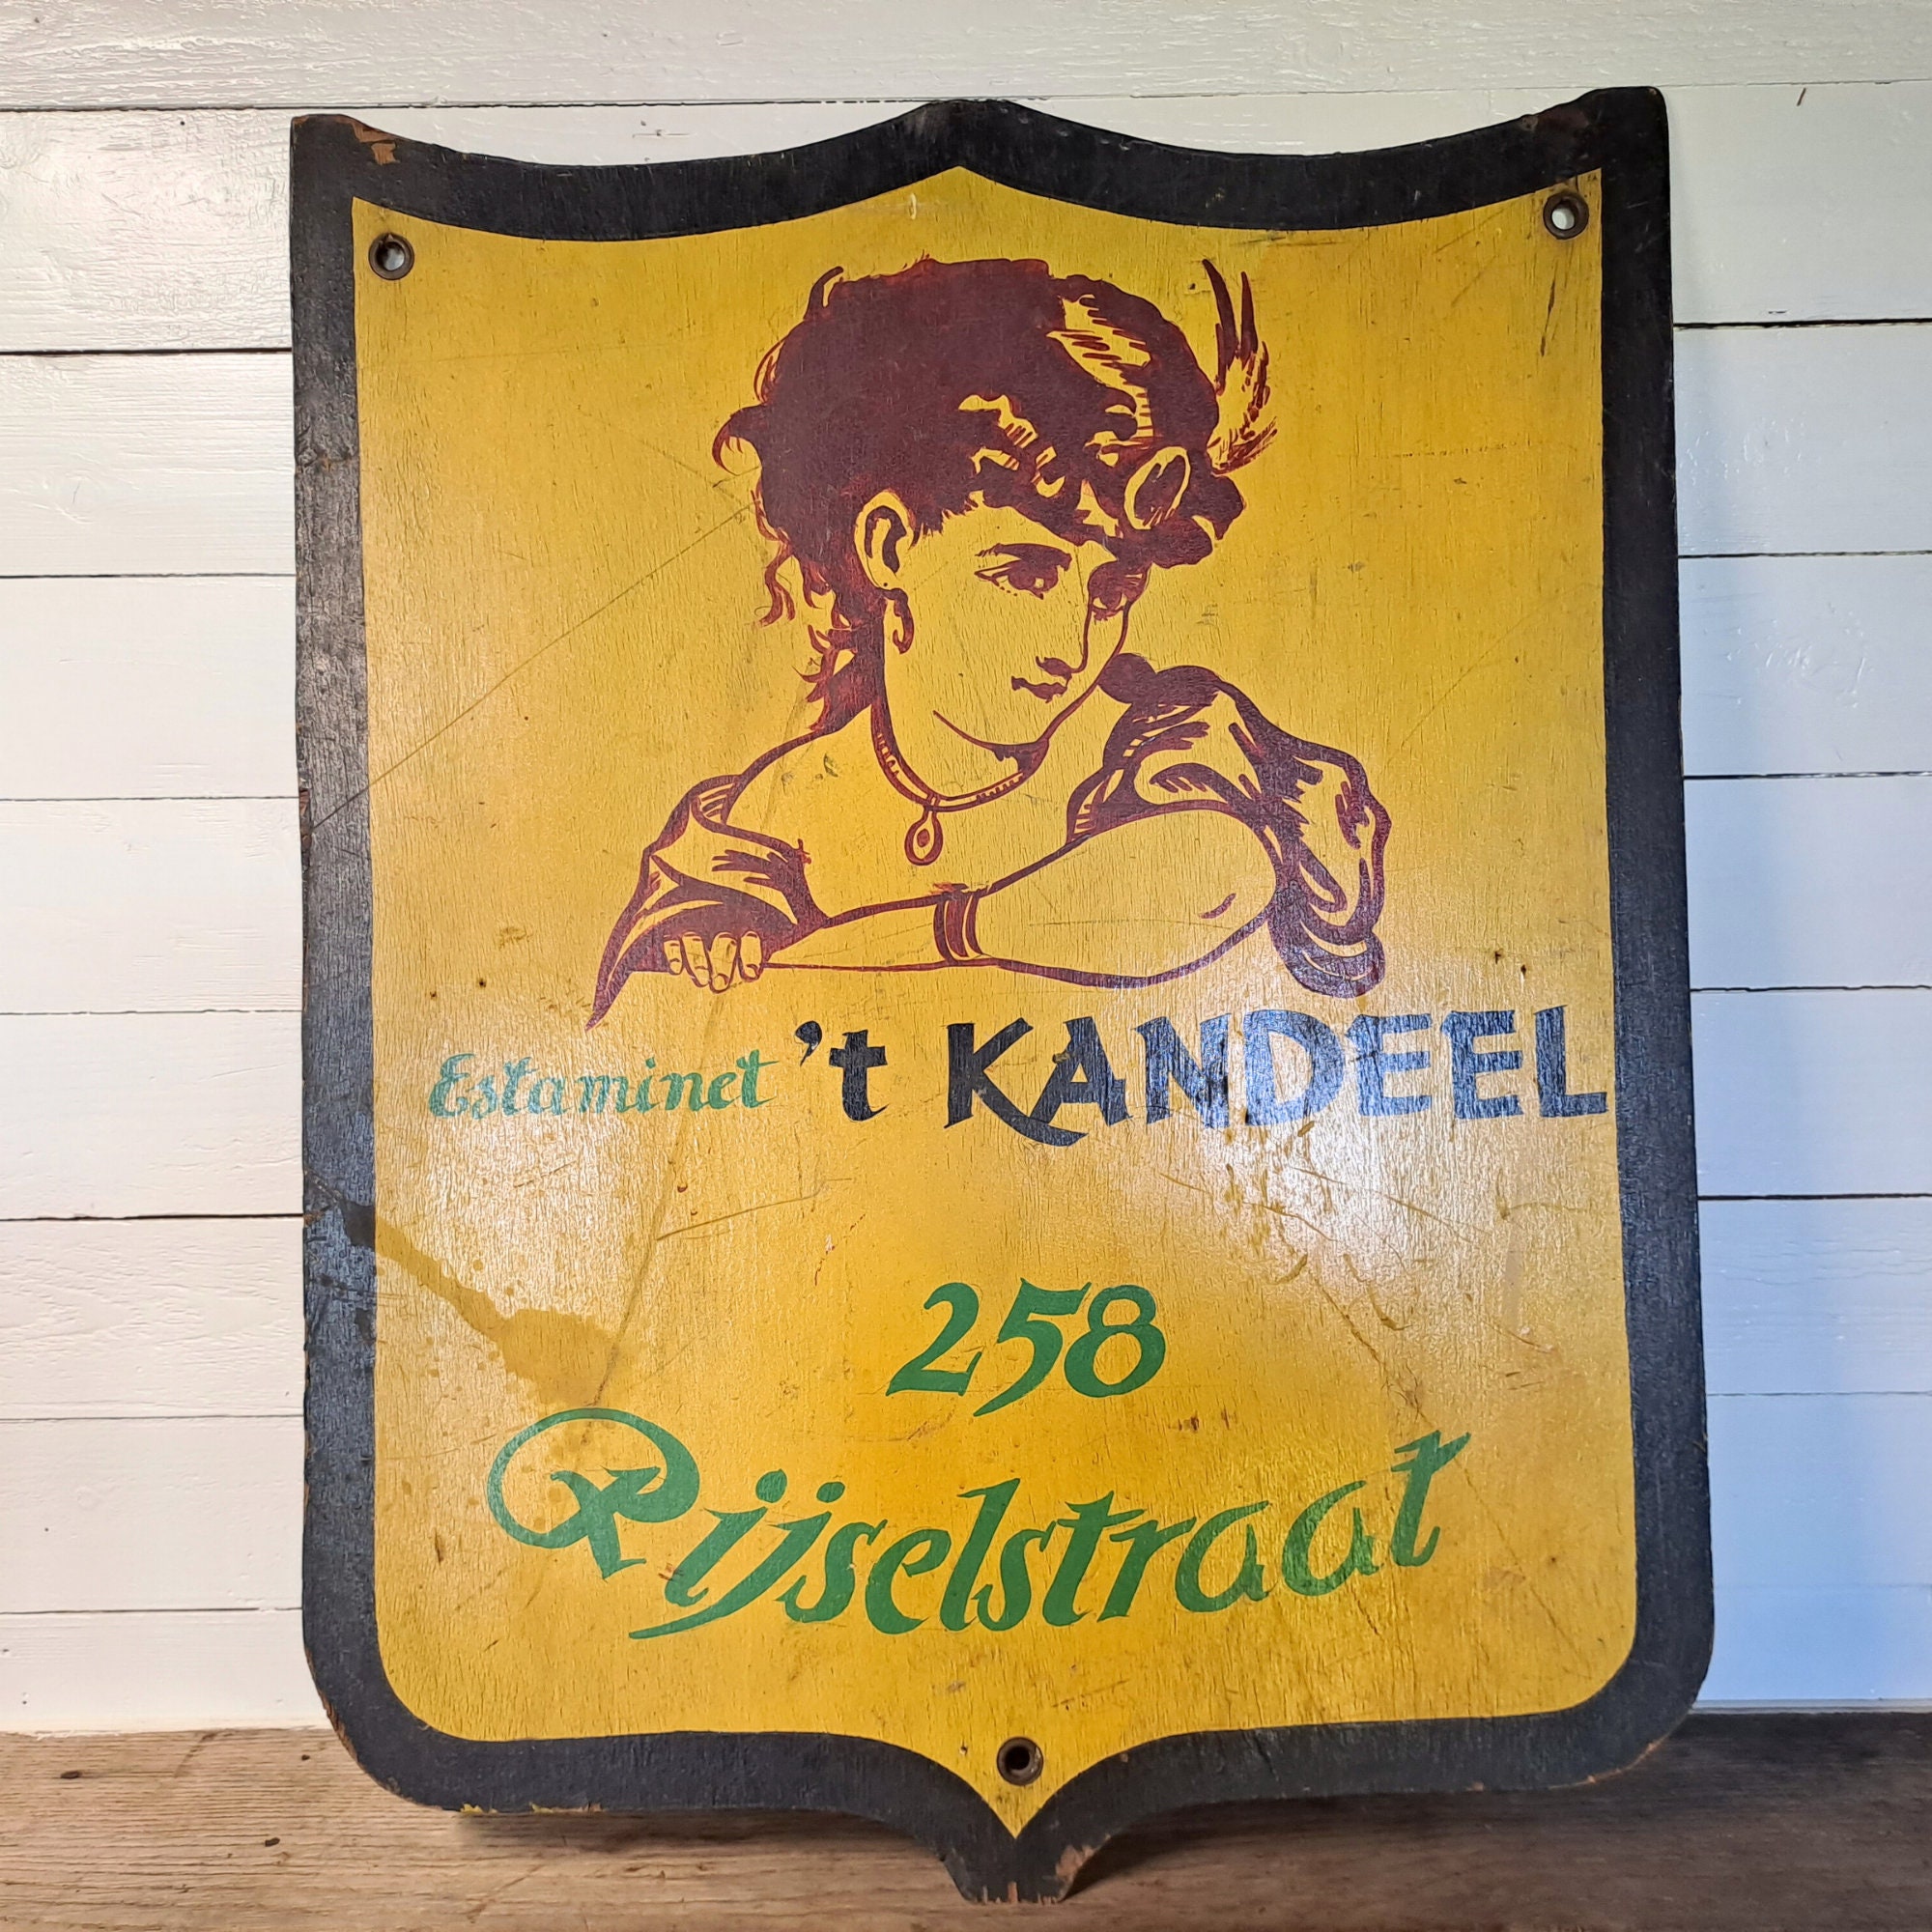 Estaminet 't KANDEEL
258
Rijselstraat